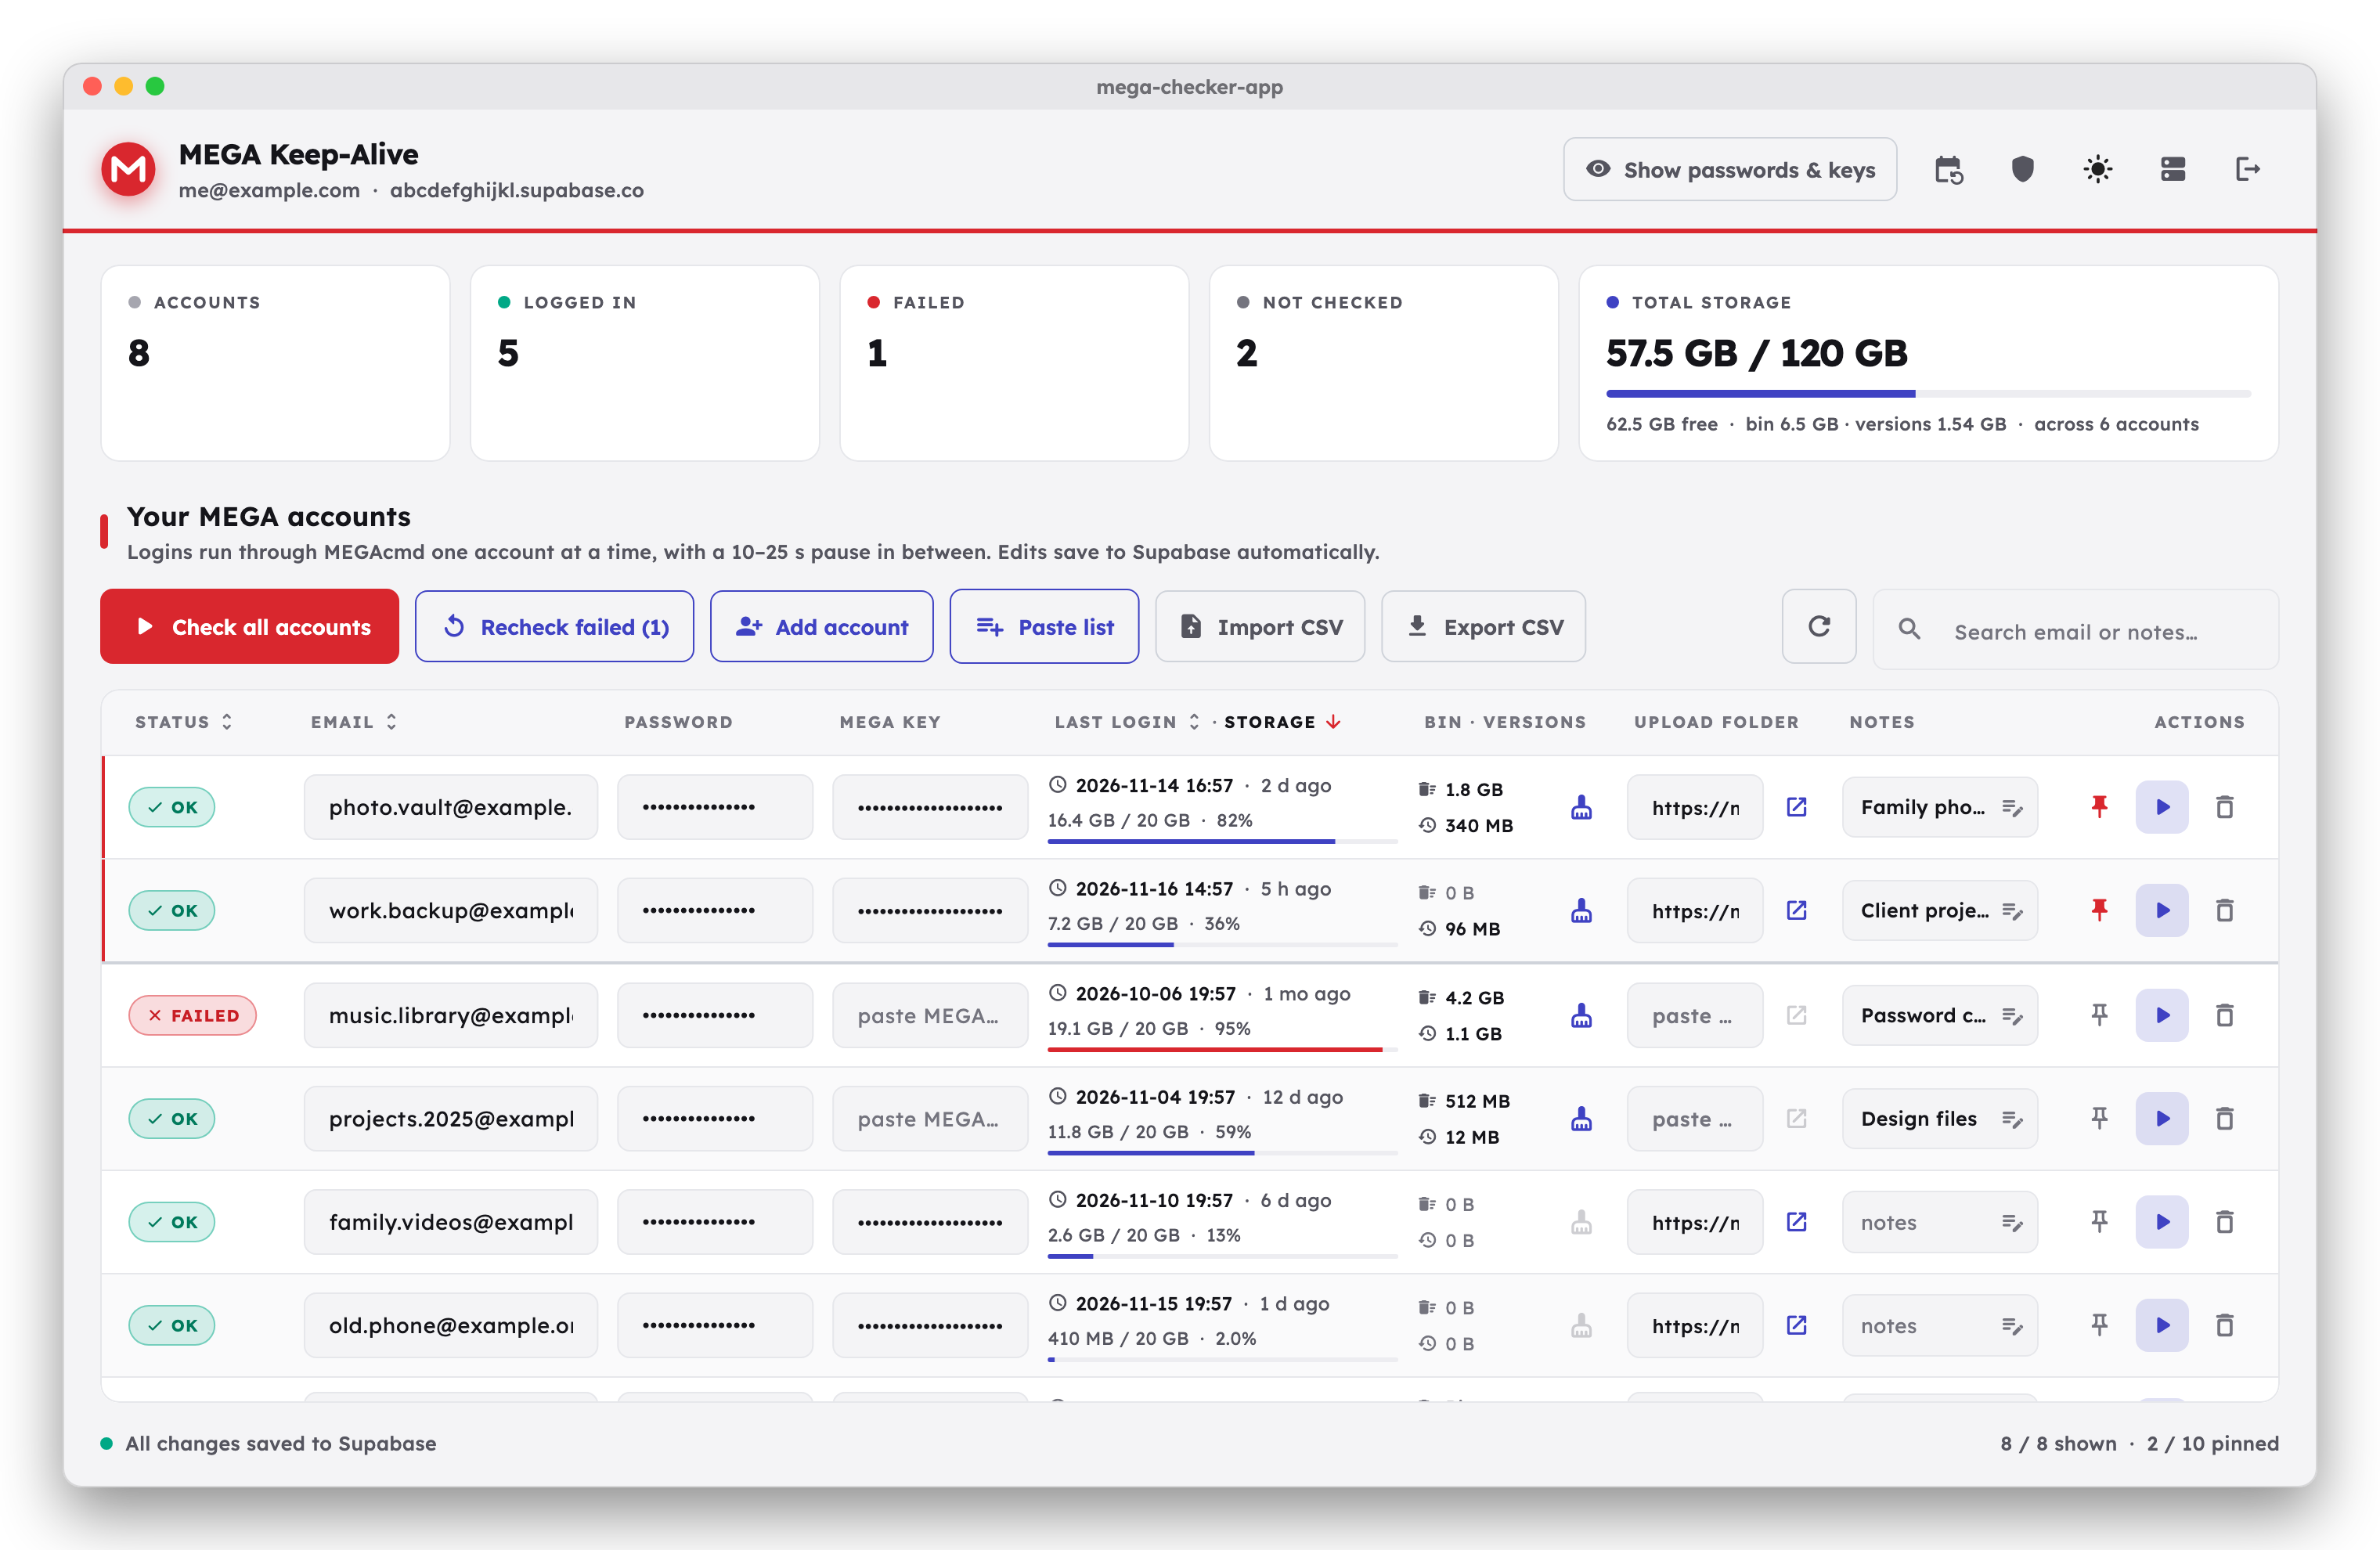 mega-checker-app
MEGA Keep-Alive
me@example.com · abcdefghijkl.supabase.co
Show passwords & keys
ACCOUNTS
8
LOGGED IN
5
FAILED
1
NOT CHECKED
2
TOTAL STORAGE
57.5 GB / 120 GB
62.5 GB free · bin 6.5 GB · versions 1.54 GB · across 6 accounts
Your MEGA accounts
Logins run through MEGAcmd one account at a time, with a 10–25 s pause in between. Edits save to Supabase automatically.
Check all accounts
Recheck failed (1)
Add account
Paste list
Import CSV
Export CSV
Search email or notes…
STATUS EMAIL PASSWORD MEGA KEY LAST LOGIN · STORAGE BIN · VERSIONS UPLOAD FOLDER NOTES ACTIONS
OK photo.vault@example. •••••••••••••• •••••••••••••••••••• 2026-11-14 16:57 · 2 d ago 1.8 GB https://n Family pho…
16.4 GB / 20 GB · 82% 340 MB
OK work.backup@example •••••••••••••• •••••••••••••••••••• 2026-11-16 14:57 · 5 h ago 0 B https://n Client proje…
7.2 GB / 20 GB · 36% 96 MB
FAILED music.library@exampl •••••••••••••• paste MEGA… 2026-10-06 19:57 · 1 mo ago 4.2 GB paste … Password c…
19.1 GB / 20 GB · 95% 1.1 GB
OK projects.2025@exampl •••••••••••••• paste MEGA… 2026-11-04 19:57 · 12 d ago 512 MB paste … Design files
11.8 GB / 20 GB · 59% 12 MB
OK family.videos@exampl •••••••••••••• •••••••••••••••••••• 2026-11-10 19:57 · 6 d ago 0 B https://n notes
2.6 GB / 20 GB · 13% 0 B
OK old.phone@example.or •••••••••••••• •••••••••••••••••••• 2026-11-15 19:57 · 1 d ago 0 B https://n notes
410 MB / 20 GB · 2.0% 0 B
All changes saved to Supabase
8 / 8 shown · 2 / 10 pinned